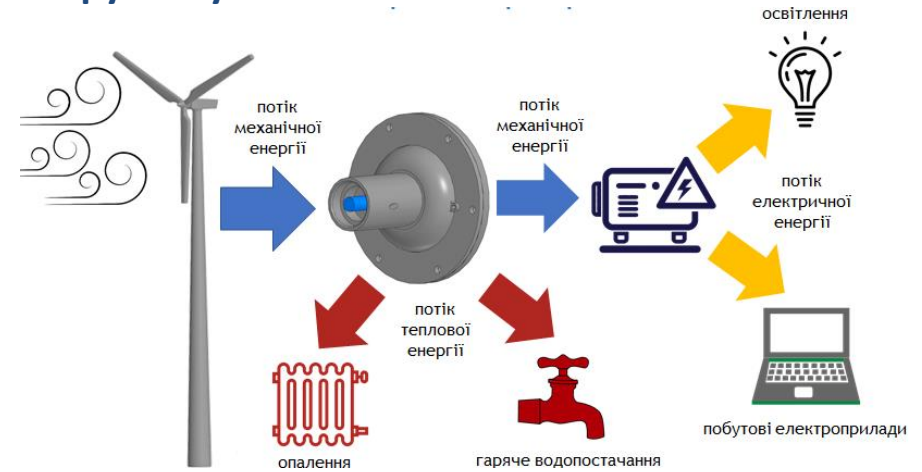 освітлення
потік
механічної
енергії
потік
механічної
енергії
потік
електричної
енергії
потік
теплової
енергії
побутові електроприлади
опалення
гаряче водопостачання